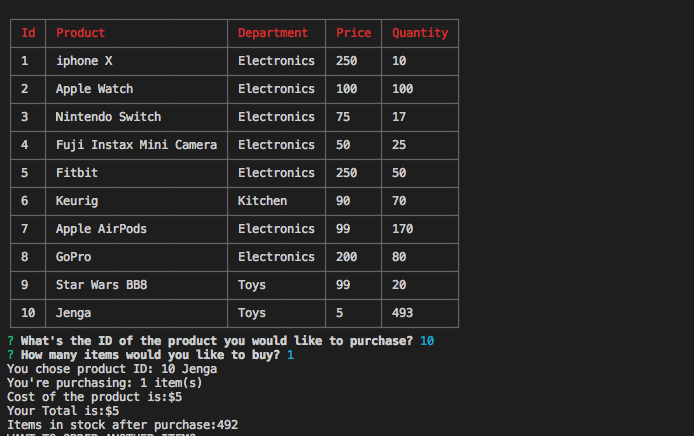 Id Product Department Price Quantity
1 iphone X Electronics 250 10
2 Apple Watch Electronics 100 100
3 Nintendo Switch Electronics 75 17
4 Fuji Instax Mini Camera Electronics 50 25
5 Fitbit Electronics 250 50
6 Keurig Kitchen 90 70
7 Apple AirPods Electronics 99 170
8 GoPro Electronics 200 80
9 Star Wars BB8 Toys 99 20
10 Jenga Toys 5 493
? What's the ID of the product you would like to purchase? 10
? How many items would you like to buy? 1
You chose product ID: 10 Jenga
You're purchasing: 1 item(s)
Cost of the product is:$5
Your Total is:$5
Items in stock after purchase:492
WANT TO ORDER ANOTHER ITEM?